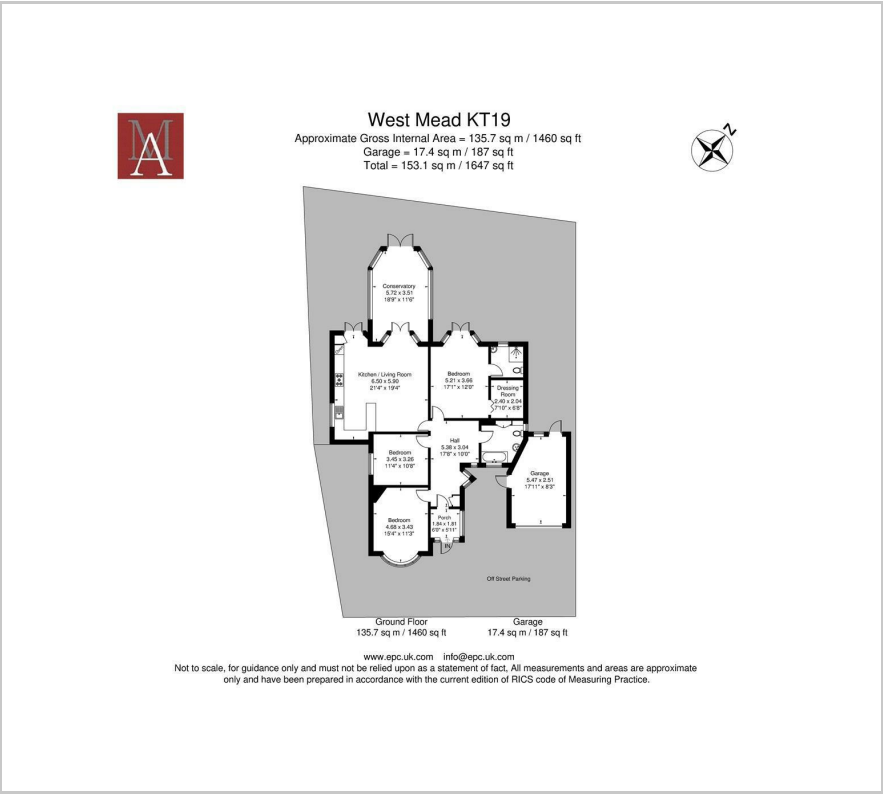 MA
West Mead KT19
Approximate Gross Internal Area = 135.7 sq m / 1460 sq ft
Garage = 17.4 sq m / 187 sq ft
Total = 153.1 sq m / 1647 sq ft
N
Conservatory
5.72 x 3.51
18'9" x 11'6"
Kitchen / Living Room
6.50 x 5.90
21'4" x 19'4"
Bedroom
5.21 x 3.66
17'1" x 12'0"
Dressing
Room
2.40 x 2.04
7'10" x 6'8"
Hall
5.38 x 3.04
17'8" x 10'0"
Bedroom
3.45 x 3.26
11'4" x 10'8"
Garage
5.47 x 2.51
17'11" x 8'3"
Bedroom
4.68 x 3.43
15'4" x 11'3"
Porch
1.84 x 1.81
6'0" x 5'11"
IN
Off Street Parking
Ground Floor
135.7 sq m / 1460 sq ft
Garage
17.4 sq m / 187 sq ft
www.epc.uk.com info@epc.uk.com
Not to scale, for guidance only and must not be relied upon as a statement of fact, All measurements and areas are approximate
only and have been prepared in accordance with the current edition of RICS code of Measuring Practice.